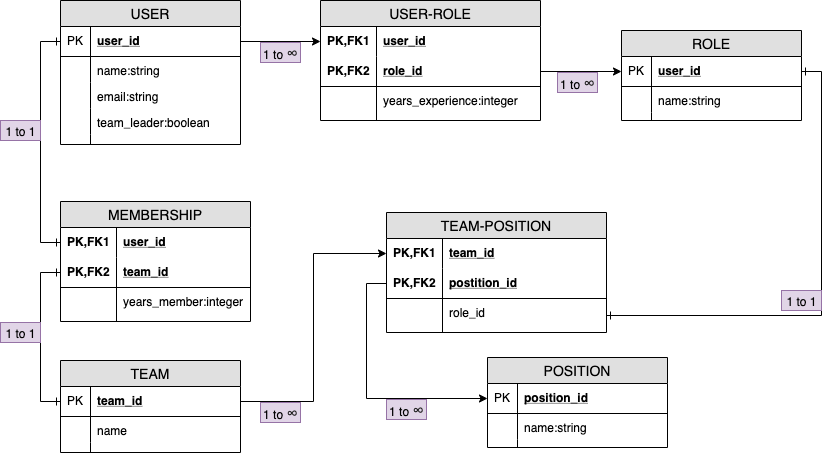 USER
PK user_id
name:string
email:string
team_leader:boolean
1 to ∞
USER-ROLE
PK,FK1 user_id
PK,FK2 role_id
years_experience:integer
1 to ∞
ROLE
PK user_id
name:string
1 to 1
MEMBERSHIP
PK,FK1 user_id
PK,FK2 team_id
years_member:integer
1 to 1
TEAM-POSITION
PK,FK1 team_id
PK,FK2 postition_id
role_id
1 to 1
TEAM
PK team_id
name
1 to ∞
1 to ∞
POSITION
PK position_id
name:string